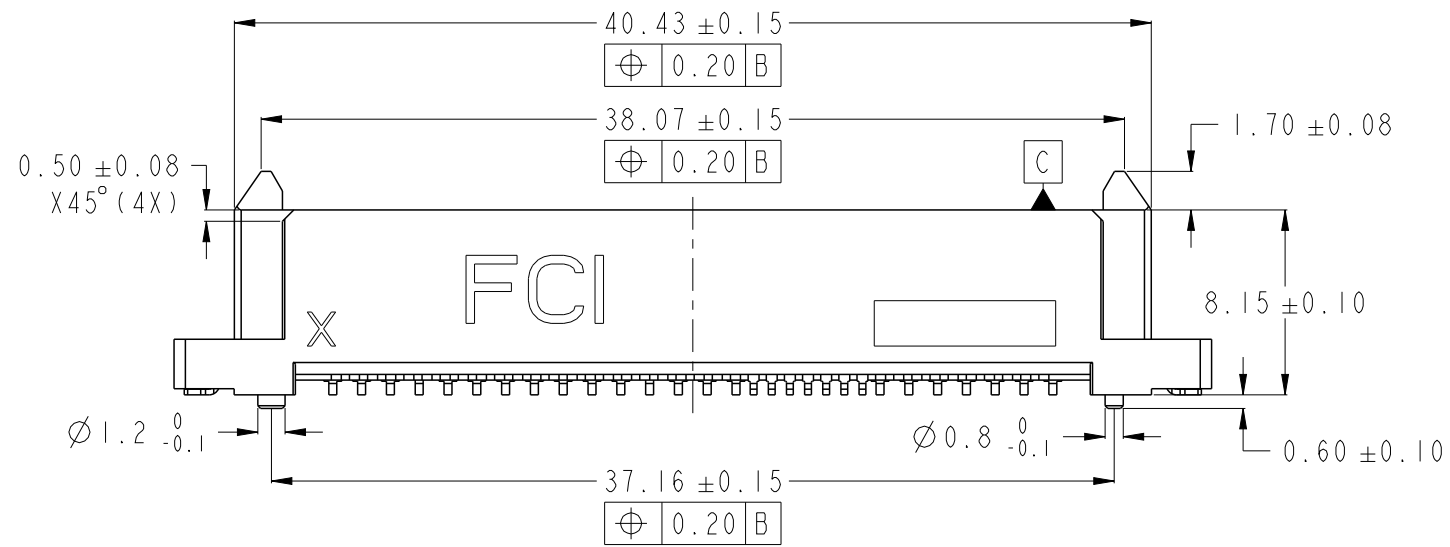 40.43 ±0.15
⌖ 0.20 B
38.07 ±0.15
⌖ 0.20 B
C
1.70 ±0.08
0.50 ±0.08
X45°(4X)
FCI
X
8.15 ±0.10
Ø1.2 0 -0.1
Ø0.8 0 -0.1
0.60 ±0.10
37.16 ±0.15
⌖ 0.20 B